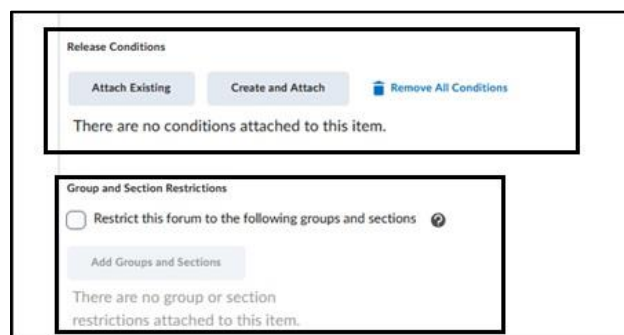 Release Conditions
Attach Existing Create and Attach Remove All Conditions
There are no conditions attached to this item.
Group and Section Restrictions
Restrict this forum to the following groups and sections ?
Add Groups and Sections
There are no group or section
restrictions attached to this item.